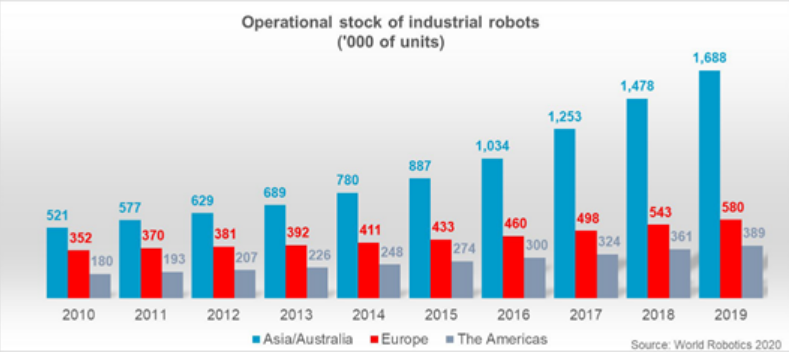 Operational stock of industrial robots
('000 of units)
521 352 180
577 370 193
629 381 207
689 392 226
780 411 248
887 433 274
1,034 460 300
1,253 498 324
1,478 543 361
1,688 580 389
2010 2011 2012 2013 2014 2015 2016 2017 2018 2019
Asia/Australia Europe The Americas
Source: World Robotics 2020